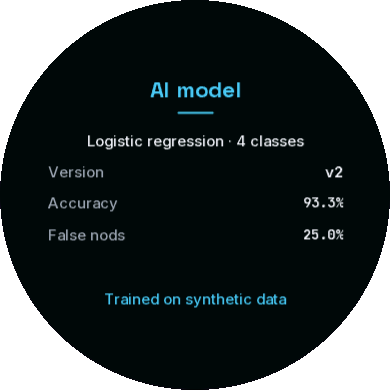 AI model
Logistic regression · 4 classes
Version v2
Accuracy 93.3%
False nods 25.0%
Trained on synthetic data